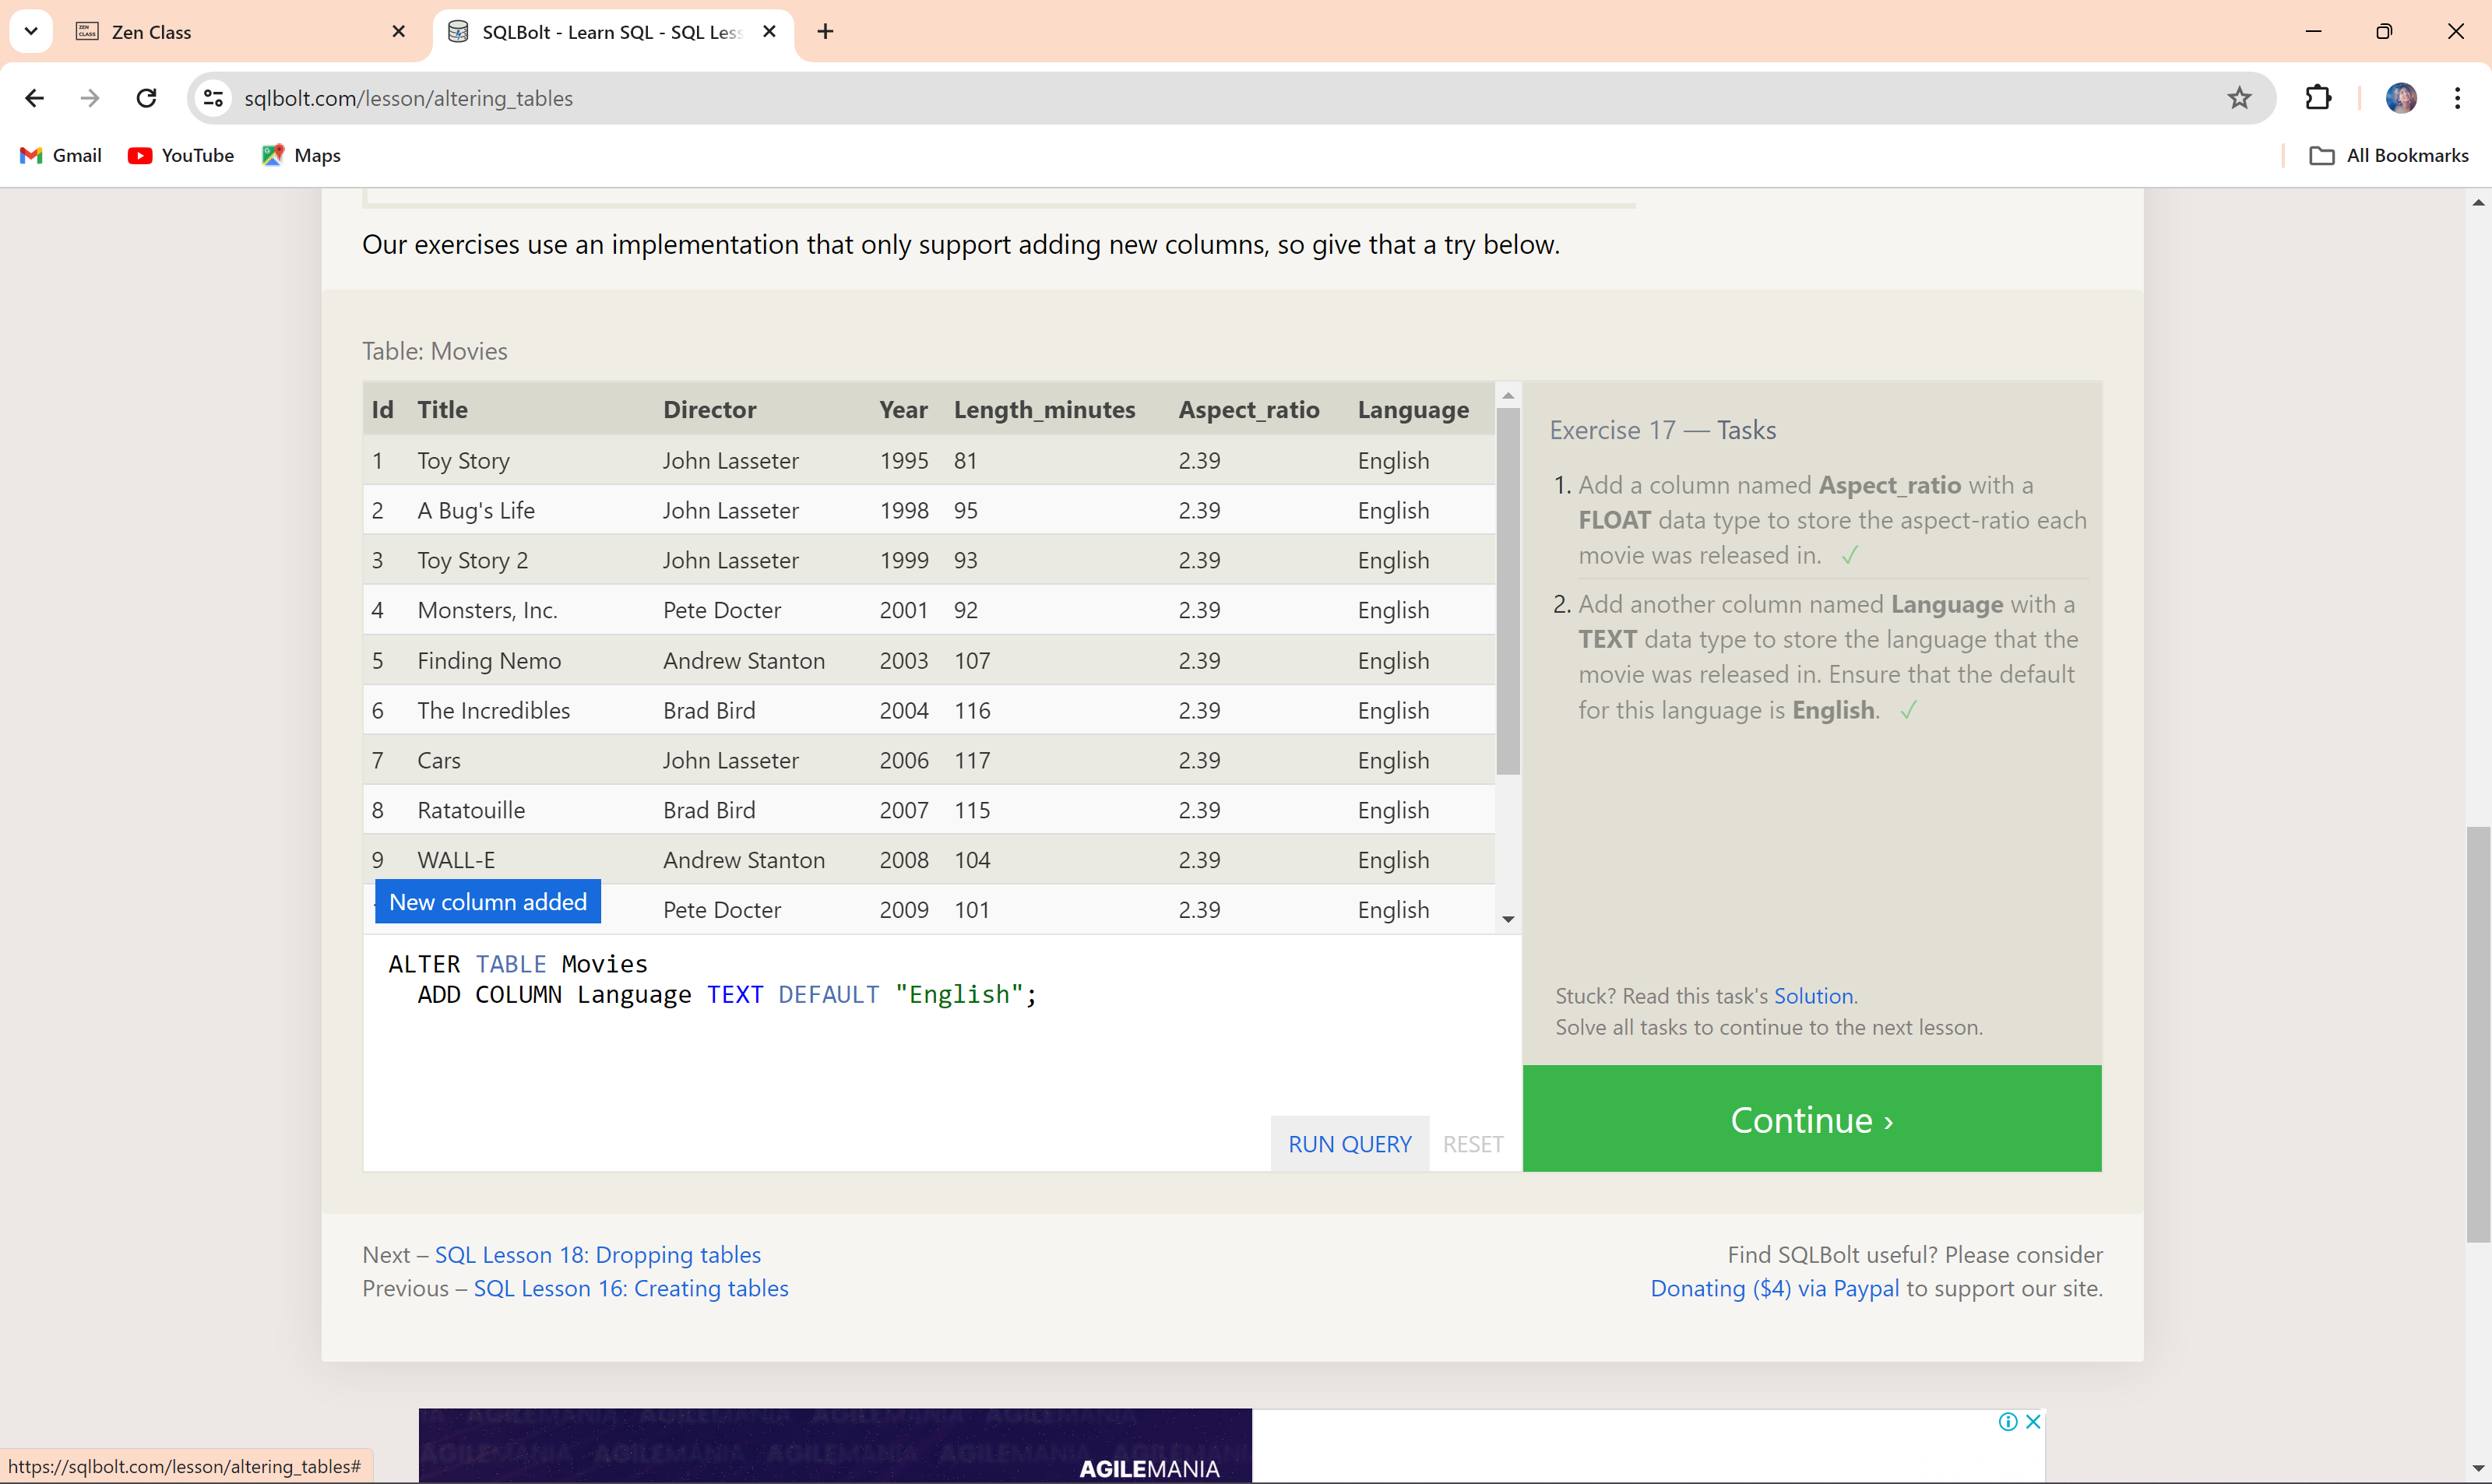 Zen Class
SQLBolt - Learn SQL - SQL Les
sqlbolt.com/lesson/altering_tables
Gmail YouTube Maps All Bookmarks
Our exercises use an implementation that only support adding new columns, so give that a try below.
Table: Movies
Id Title Director Year Length_minutes Aspect_ratio Language
1 Toy Story John Lasseter 1995 81 2.39 English
2 A Bug's Life John Lasseter 1998 95 2.39 English
3 Toy Story 2 John Lasseter 1999 93 2.39 English
4 Monsters, Inc. Pete Docter 2001 92 2.39 English
5 Finding Nemo Andrew Stanton 2003 107 2.39 English
6 The Incredibles Brad Bird 2004 116 2.39 English
7 Cars John Lasseter 2006 117 2.39 English
8 Ratatouille Brad Bird 2007 115 2.39 English
9 WALL-E Andrew Stanton 2008 104 2.39 English
New column added Pete Docter 2009 101 2.39 English
ALTER TABLE Movies
ADD COLUMN Language TEXT DEFAULT "English";
RUN QUERY RESET
Exercise 17 — Tasks
1. Add a column named Aspect_ratio with a
FLOAT data type to store the aspect-ratio each
movie was released in. ✓
2. Add another column named Language with a
TEXT data type to store the language that the
movie was released in. Ensure that the default
for this language is English. ✓
Stuck? Read this task's Solution.
Solve all tasks to continue to the next lesson.
Continue ›
Next – SQL Lesson 18: Dropping tables
Previous – SQL Lesson 16: Creating tables
Find SQLBolt useful? Please consider
Donating ($4) via Paypal to support our site.
AGILEMANIA
https://sqlbolt.com/lesson/altering_tables#